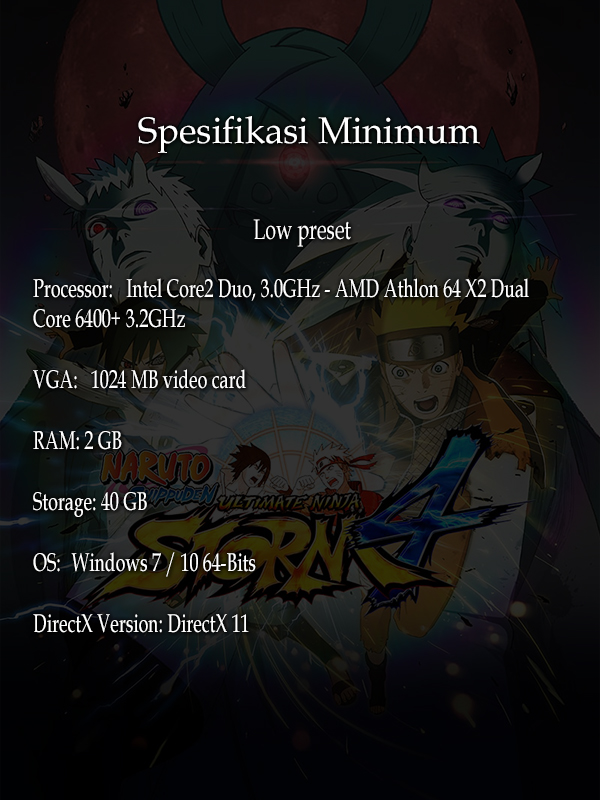 Spesifikasi Minimum
Low preset
Processor: Intel Core2 Duo, 3.0GHz - AMD Athlon 64 X2 Dual
Core 6400+ 3.2GHz
VGA: 1024 MB video card
RAM: 2 GB
NARUTO
SHIPPUDEN
ULTIMATE NINJA
Storage: 40 GB
STORM 4
OS: Windows 7 / 10 64-Bits
DirectX Version: DirectX 11